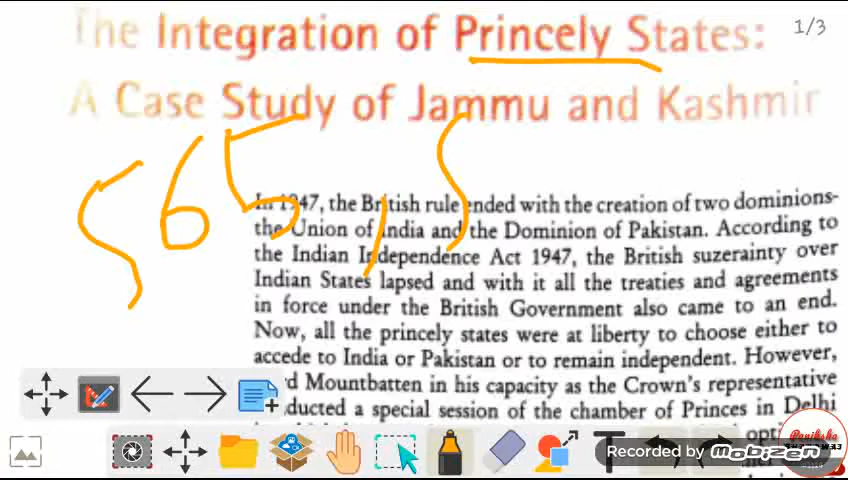 The Integration of Princely States:
1/3
A Case Study of Jammu and Kashmir
565, 5
In 1947, the British rule ended with the creation of two dominions-
the Union of India and the Dominion of Pakistan. According to
the Indian Independence Act 1947, the British suzerainty over
Indian States lapsed and with it all the treaties and agreements
in force under the British Government also came to an end.
Now, all the princely states were at liberty to choose either to
accede to India or Pakistan or to remain independent. However,
Mountbatten in his capacity as the Crown's representative
a special session of the chamber of Princes in Delhi
Recorded by
MOBIZEN